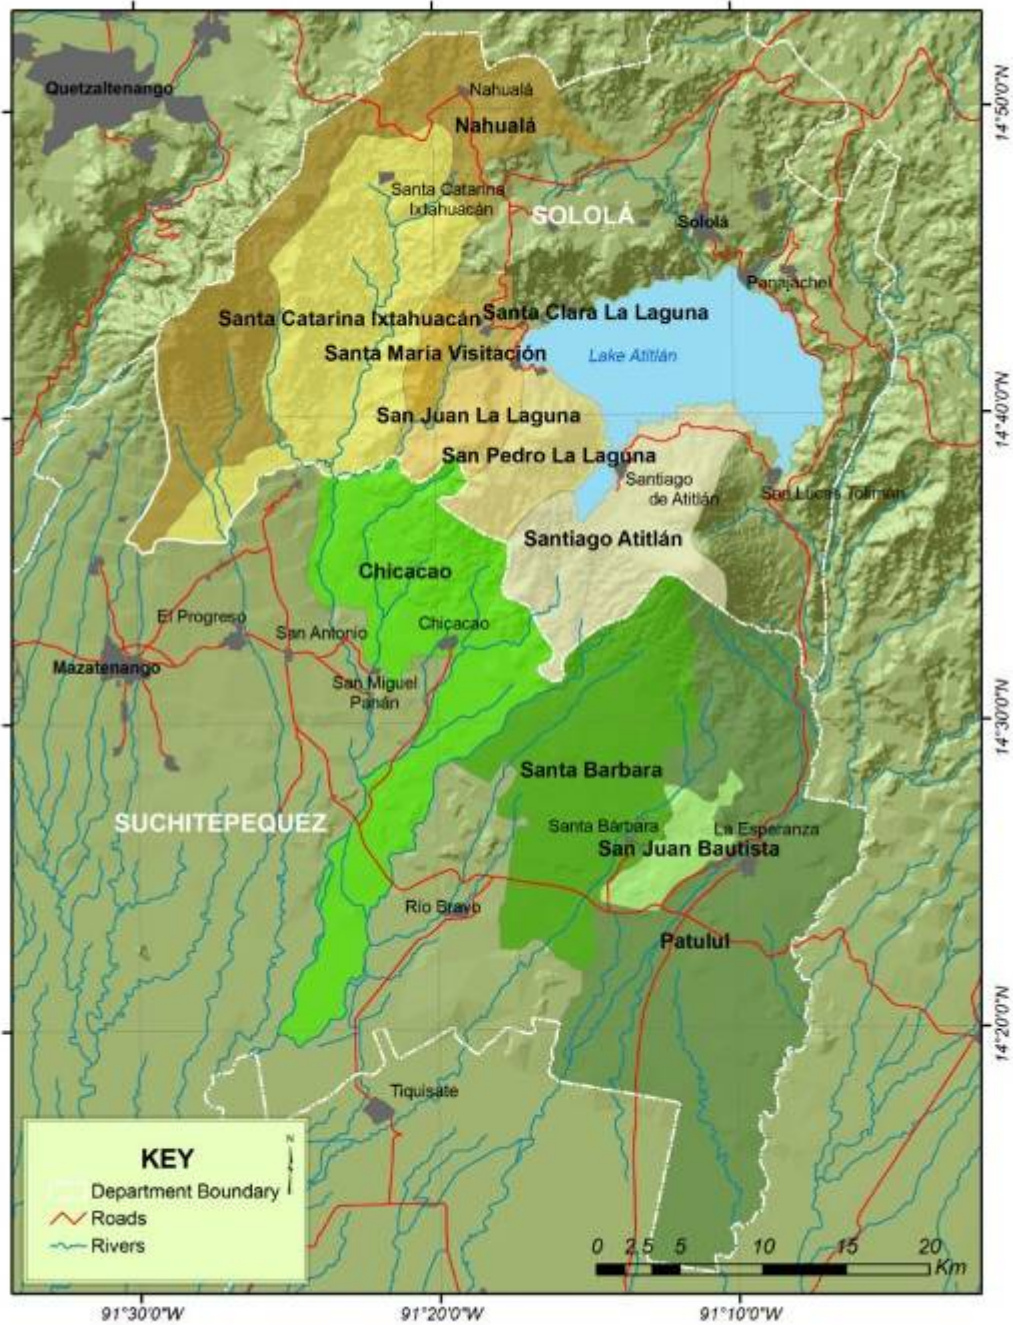 Quetzaltenango
Nahualá
Nahualá
14°50'0"N
Santa Catarina
Ixtahuacán
SOLOLÁ
Sololá
Panajachel
Santa Catarina Ixtahuacán
Santa Clara La Laguna
Santa Maria Visitación
Lake Atitlán
San Juan La Laguna
14°40'0"N
San Pedro La Laguna
Santiago
de Atitlán
San Lucas Tolimán
Santiago Atitlán
Chicacao
El Progreso
San Antonio
Chicacao
Mazatenango
San Miguel
Panán
14°30'0"N
Santa Barbara
SUCHITEPEQUEZ
Santa Bárbara
La Esperanza
San Juan Bautista
Río Bravo
Patulul
14°20'0"N
Tiquisate
KEY
N
Department Boundary
Roads
Rivers
0 2.5 5 10 15 20
Km
91°30'0"W
91°20'0"W
91°10'0"W